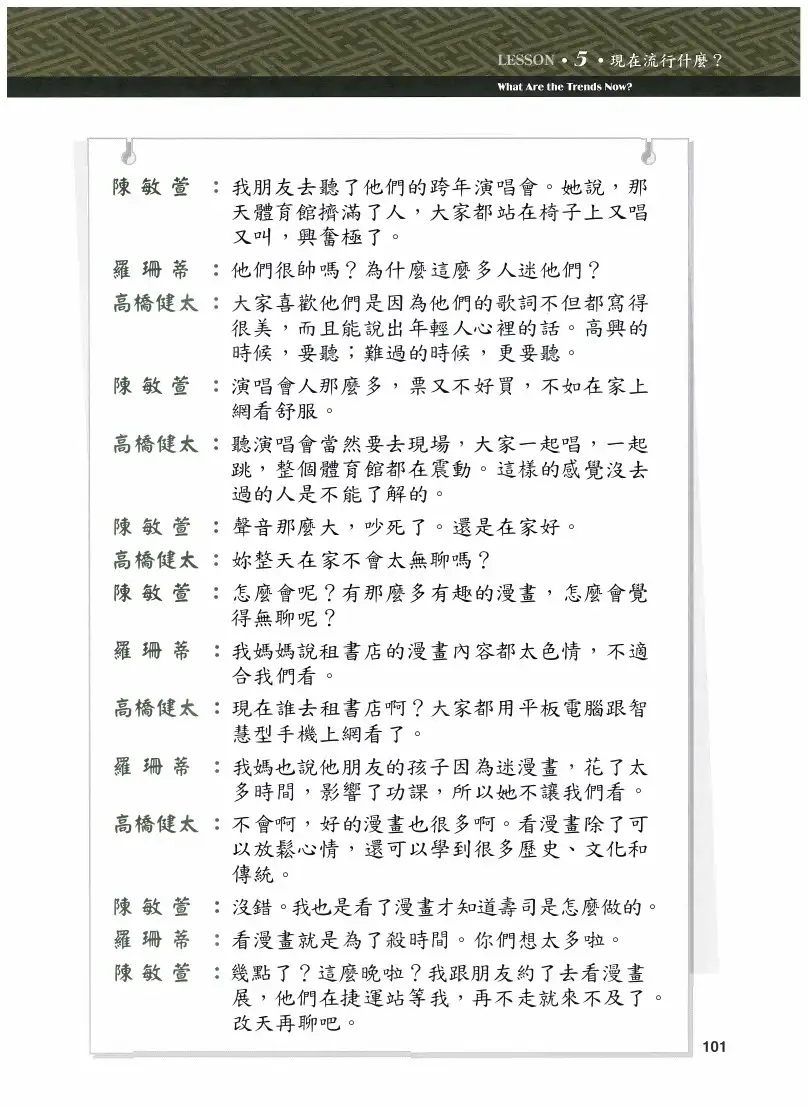 LESSON • 5 • 現在流行什麼？
What Are the Trends Now?
陳敏萱：我朋友去聽了他們的跨年演唱會。她說，那
天體育館擠滿了人，大家都站在椅子上又唱
又叫，興奮極了。
羅珊蒂：他們很帥嗎？為什麼這麼多人迷他們？
高橋健太：大家喜歡他們是因為他們的歌詞不但都寫得
很美，而且能說出年輕人心裡的話。高興的
時候，要聽；難過的時候，更要聽。
陳敏萱：演唱會人那麼多，票又不好買，不如在家上
網看舒服。
高橋健太：聽演唱會當然要去現場，大家一起唱，一起
跳，整個體育館都在震動。這樣的感覺沒去
過的人是不能了解的。
陳敏萱：聲音那麼大，吵死了。還是在家好。
高橋健太：妳整天在家不會太無聊嗎？
陳敏萱：怎麼會呢？有那麼多有趣的漫畫，怎麼會覺
得無聊呢？
羅珊蒂：我媽媽說租書店的漫畫內容都太色情，不適
合我們看。
高橋健太：現在誰去租書店啊？大家都用平板電腦跟智
慧型手機上網看了。
羅珊蒂：我媽也說他朋友的孩子因為迷漫畫，花了太
多時間，影響了功課，所以她不讓我們看。
高橋健太：不會啊，好的漫畫也很多啊。看漫畫除了可
以放鬆心情，還可以學到很多歷史、文化和
傳統。
陳敏萱：沒錯。我也是看了漫畫才知道壽司是怎麼做的。
羅珊蒂：看漫畫就是為了殺時間。你們想太多啦。
陳敏萱：幾點了？這麼晚啦？我跟朋友約了去看漫畫
展，他們在捷運站等我，再不走就來不及了。
改天再聊吧。
101